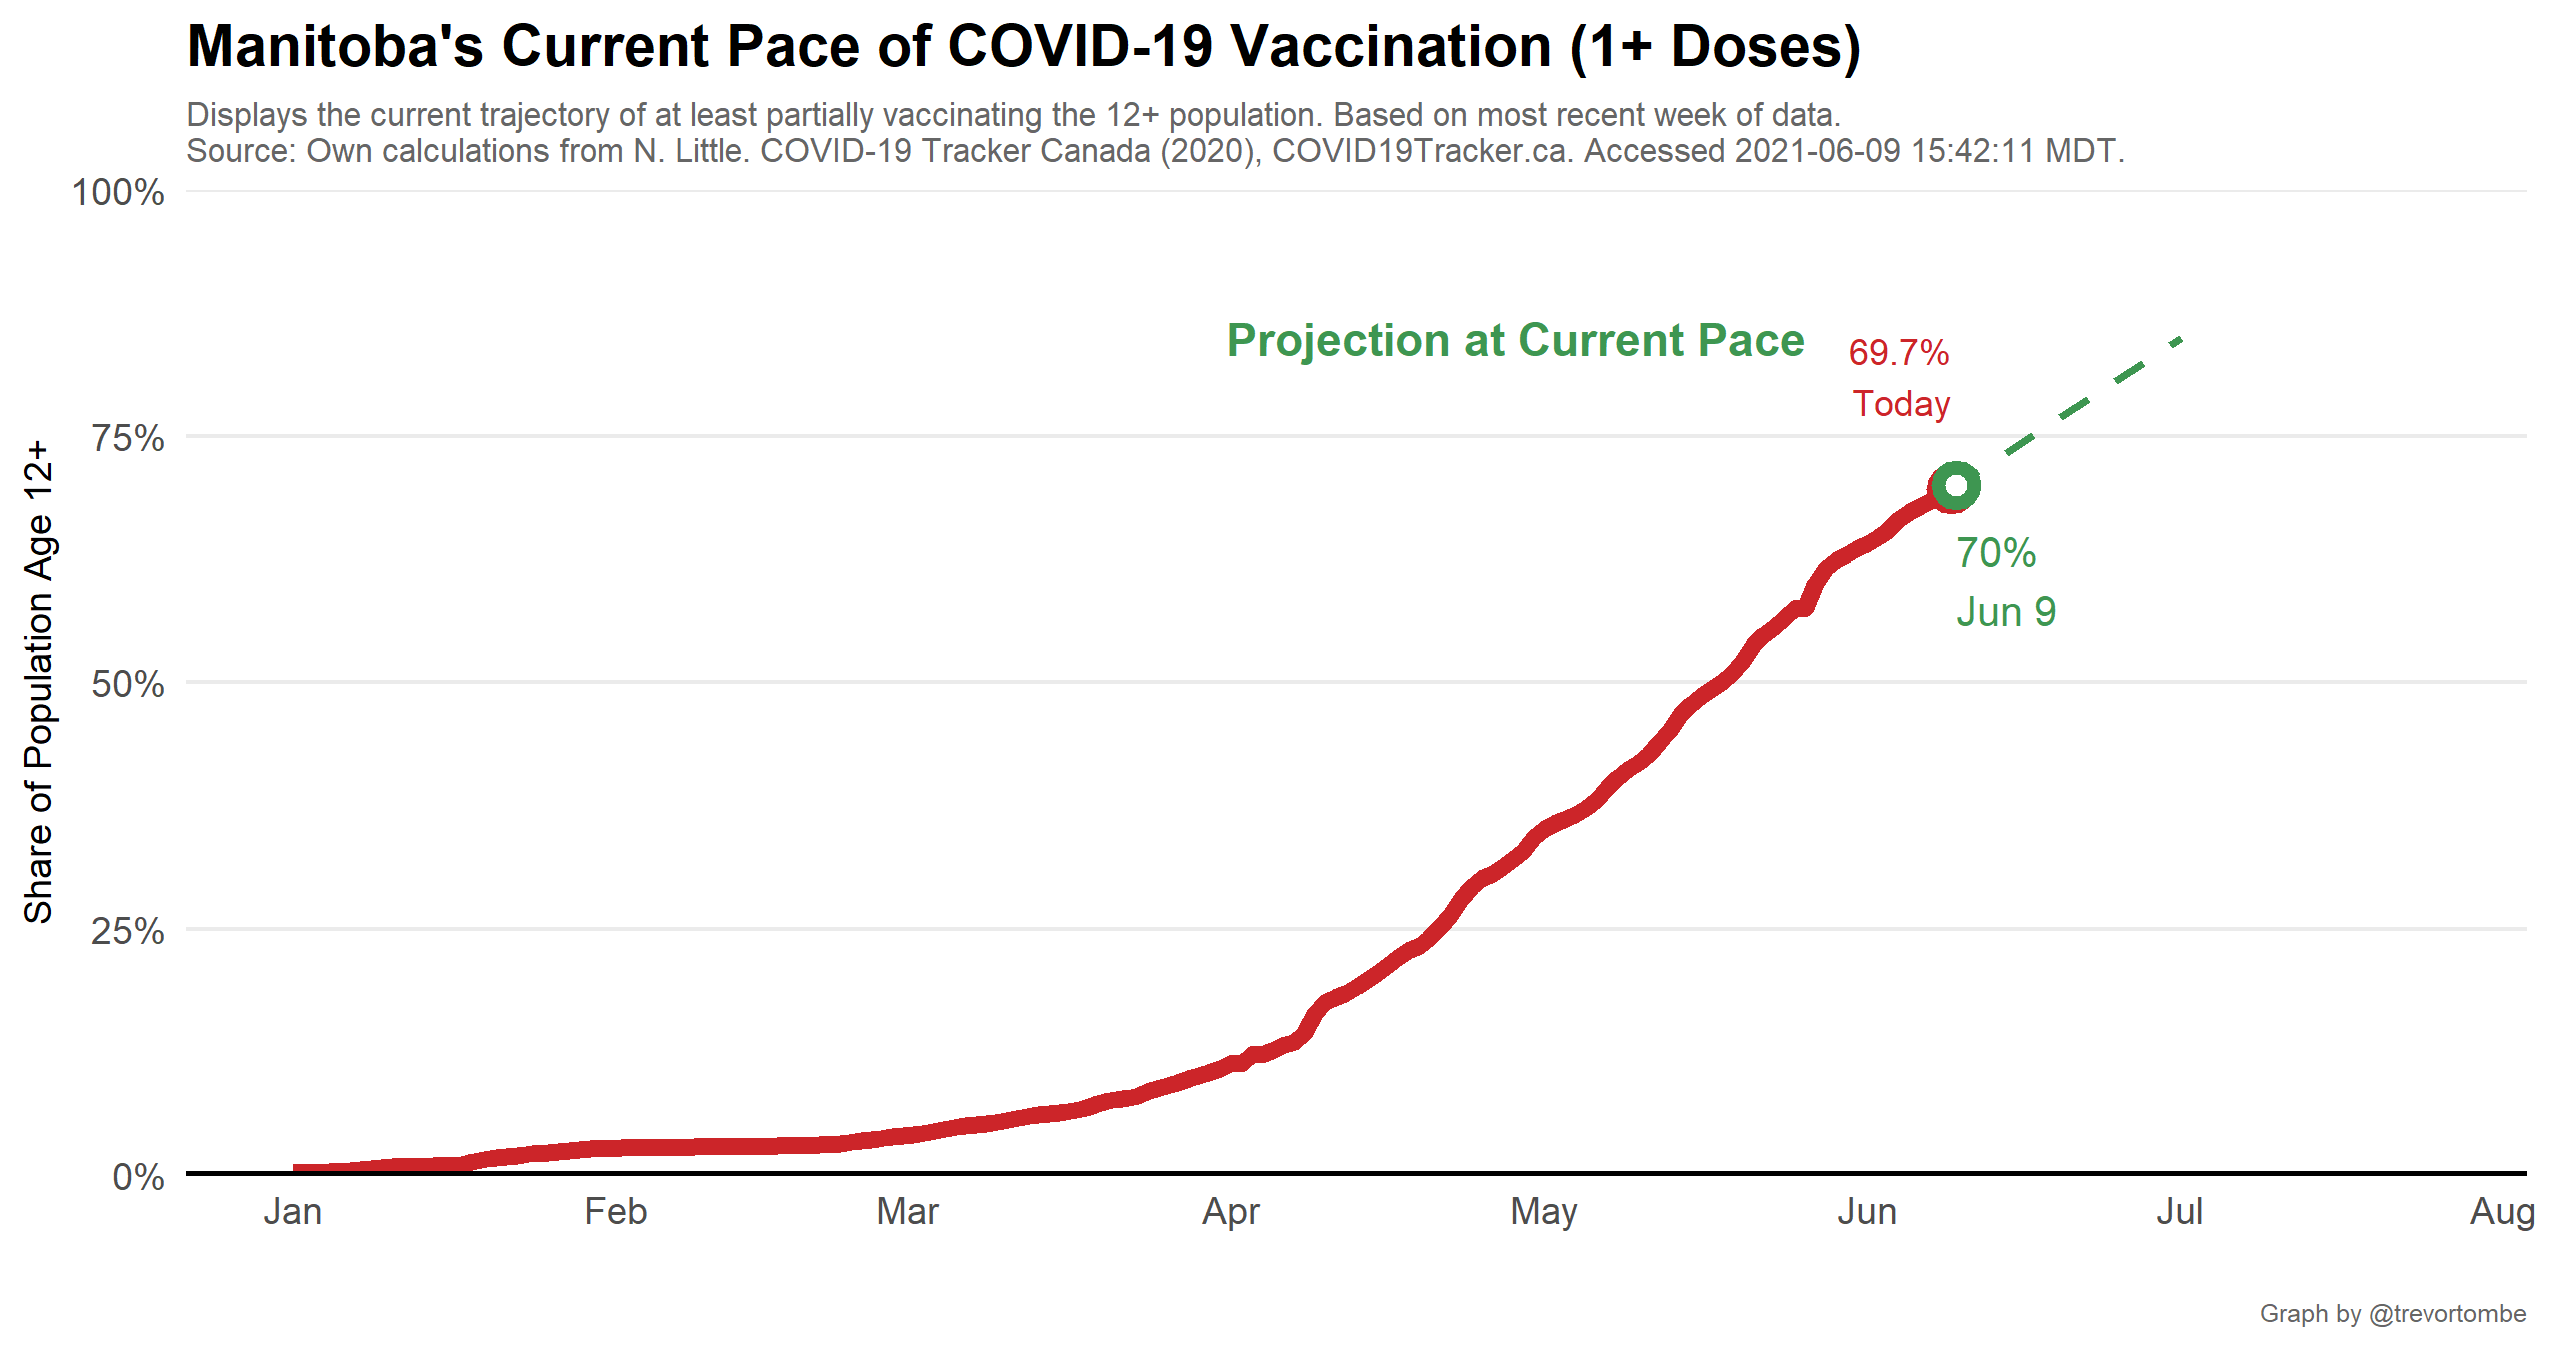 Manitoba's Current Pace of COVID-19 Vaccination (1+ Doses)
Displays the current trajectory of at least partially vaccinating the 12+ population. Based on most recent week of data.
Source: Own calculations from N. Little. COVID-19 Tracker Canada (2020), COVID19Tracker.ca. Accessed 2021-06-09 15:42:11 MDT.
100%
75%
50%
25%
0%
Share of Population Age 12+
Projection at Current Pace
69.7%
Today
70%
Jun 9
Jan
Feb
Mar
Apr
May
Jun
Jul
Aug
Graph by @trevortombe